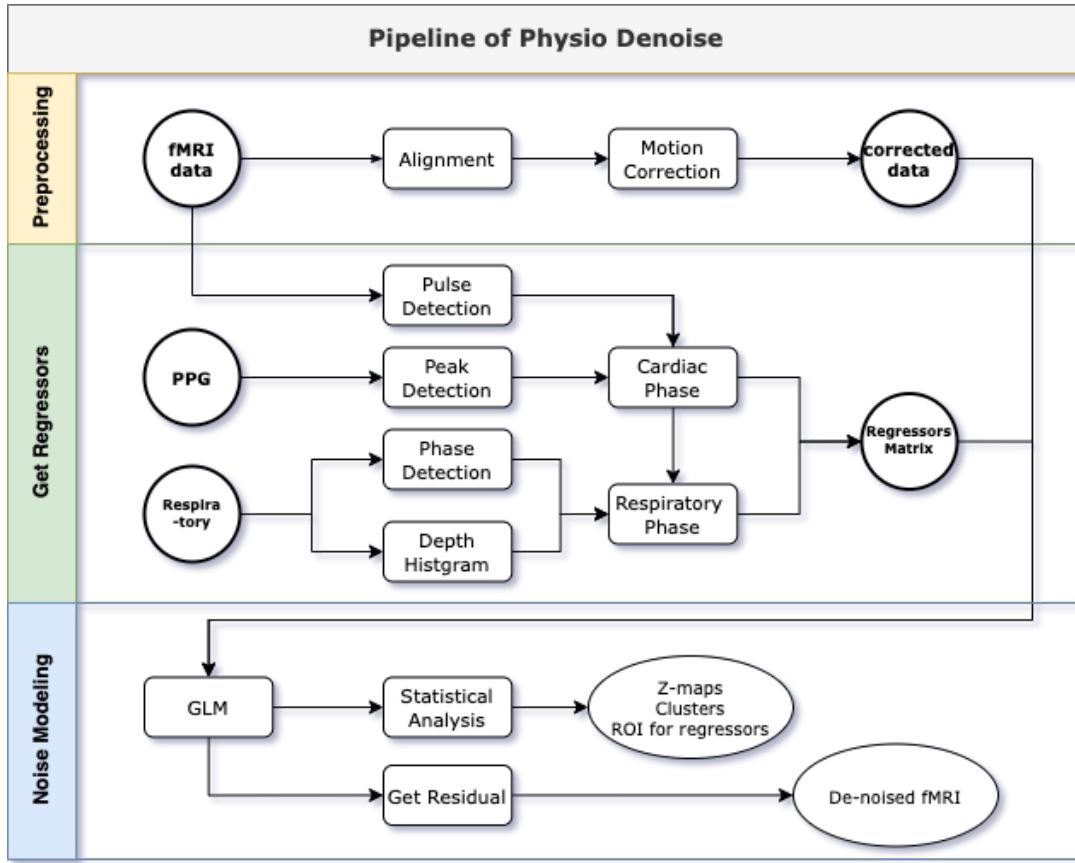 Pipeline of Physio Denoise
Preprocessing
fMRI
data
Alignment
Motion
Correction
corrected
data
Get Regressors
Pulse
Detection
PPG
Peak
Detection
Cardiac
Phase
Regressors
Matrix
Phase
Detection
Respira
-tory
Respiratory
Phase
Depth
Histgram
Noise Modeling
GLM
Statistical
Analysis
Z-maps
Clusters
ROI for regressors
Get Residual
De-noised fMRI